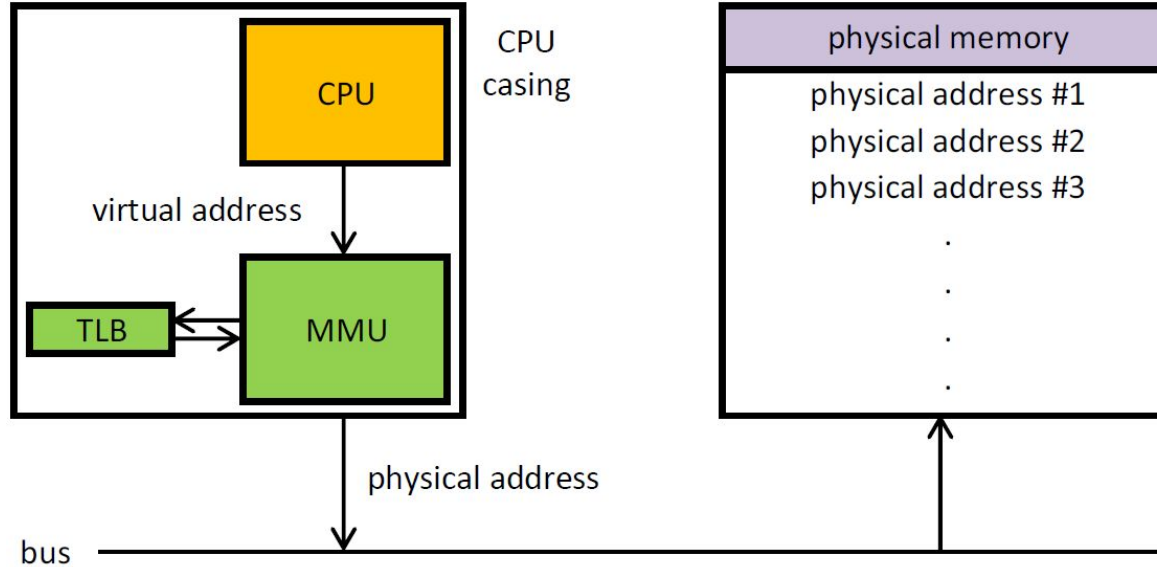 CPU
CPU
casing
virtual address
TLB
MMU
physical address
bus
physical memory
physical address #1
physical address #2
physical address #3
.
.
.
.